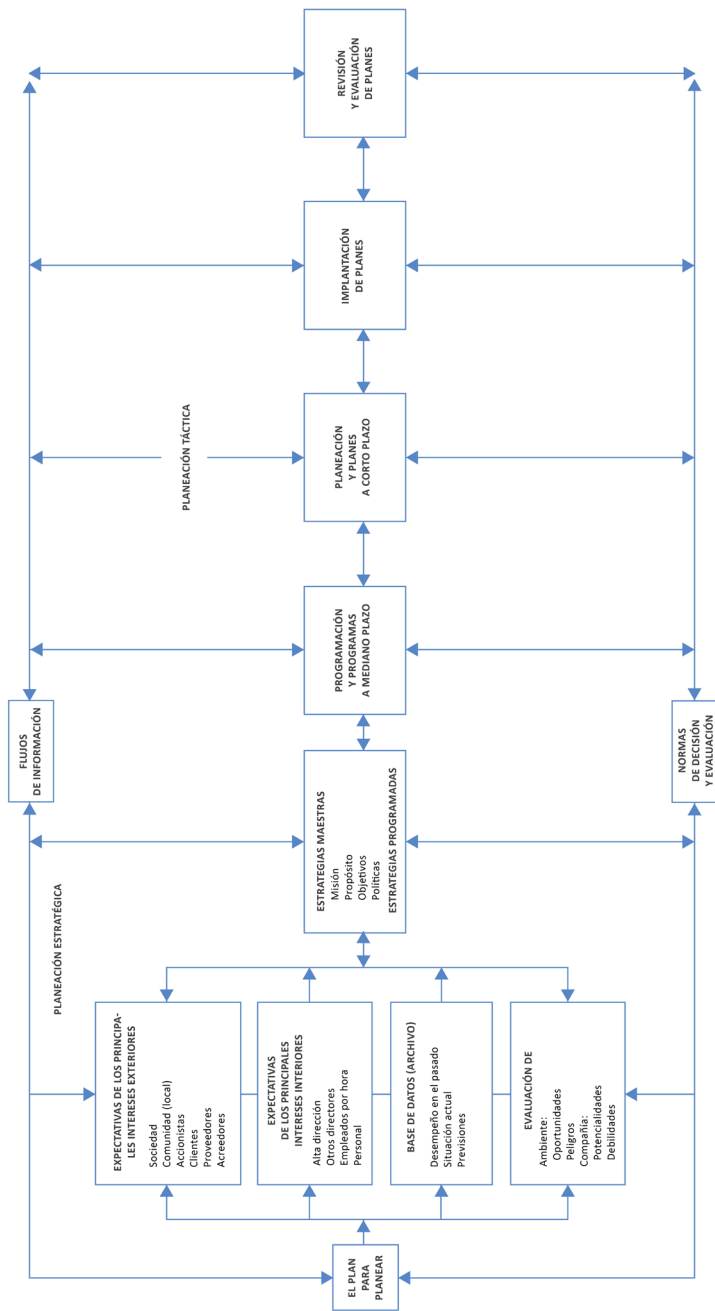 EL PLAN
PARA
PLANEAR
PLANEACIÓN ESTRATÉGICA
EXPECTATIVAS DE LOS PRINCIPA-
LES INTERESES EXTERIORES
Sociedad
Comunidad (local)
Accionistas
Clientes
Proveedores
Acreedores
EXPECTATIVAS
DE LOS PRINCIPALES
INTERESES INTERIORES
Alta dirección
Otros directores
Empleados por hora
Personal
BASE DE DATOS (ARCHIVO)
Desempeño en el pasado
Situación actual
Previsiones
EVALUACIÓN DE
Ambiente:
Oportunidades
Peligros
Compañía:
Potencialidades
Debilidades
FLUJOS
DE INFORMACIÓN
ESTRATEGIAS MAESTRAS
Misión
Propósito
Objetivos
Políticas
ESTRATEGIAS PROGRAMADAS
NORMAS
DE DECISIÓN
Y EVALUACIÓN
PROGRAMACIÓN
Y PROGRAMAS
A MEDIANO PLAZO
PLANEACIÓN TÁCTICA
PLANEACIÓN
Y PLANES
A CORTO PLAZO
IMPLANTACIÓN
DE PLANES
REVISIÓN
Y EVALUACIÓN
DE PLANES